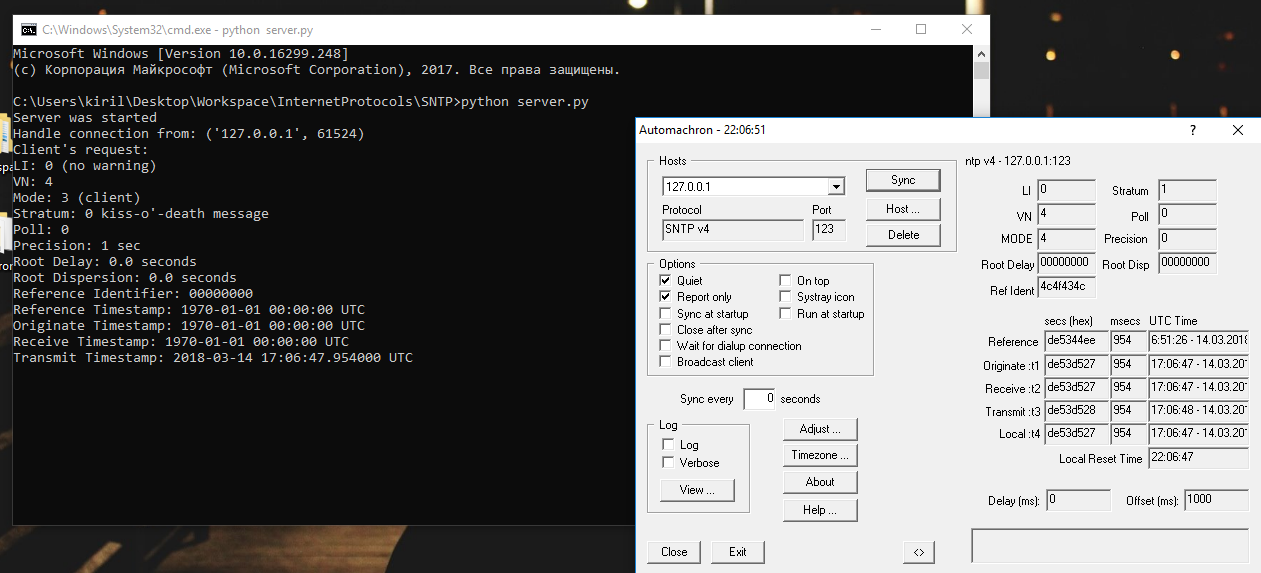 C:\Windows\System32\cmd.exe - python  server.py
Microsoft Windows [Version 10.0.16299.248]
(c) Корпорация Майкрософт (Microsoft Corporation), 2017. Все права защищены.
C:\Users\kiril\Desktop\Workspace\InternetProtocols\SNTP>python server.py
Server was started
Handle connection from: ('127.0.0.1', 61524)
Client's request:
LI: 0 (no warning)
VN: 4
Mode: 3 (client)
Stratum: 0 kiss-o'-death message
Poll: 0
Precision: 1 sec
Root Delay: 0.0 seconds
Root Dispersion: 0.0 seconds
Reference Identifier: 00000000
Reference Timestamp: 1970-01-01 00:00:00 UTC
Originate Timestamp: 1970-01-01 00:00:00 UTC
Receive Timestamp: 1970-01-01 00:00:00 UTC
Transmit Timestamp: 2018-03-14 17:06:47.954000 UTC
Automachron - 22:06:51
Hosts
127.0.0.1
Sync
Protocol Port
Host ...
SNTP v4 123
Delete
Options
Quiet On top
Report only Systray icon
Sync at startup Run at startup
Close after sync
Wait for dialup connection
Broadcast client
Sync every 0 seconds
Log
Log
Verbose
View ...
Adjust ...
Timezone ...
About
Help ...
Close Exit <>
ntp v4 - 127.0.0.1:123
LI 0 Stratum 1
VN 4 Poll 0
MODE 4 Precision 0
Root Delay 00000000 Root Disp 00000000
Ref Ident 4c4f434c
secs (hex) msecs UTC Time
Reference de5344ee 954 6:51:26 - 14.03.2018
Originate :t1 de53d527 954 17:06:47 - 14.03.201
Receive :t2 de53d527 954 17:06:47 - 14.03.201
Transmit :t3 de53d528 954 17:06:48 - 14.03.201
Local :t4 de53d527 954 17:06:47 - 14.03.201
Local Reset Time 22:06:47
Delay (ms): 0 Offset (ms): 1000